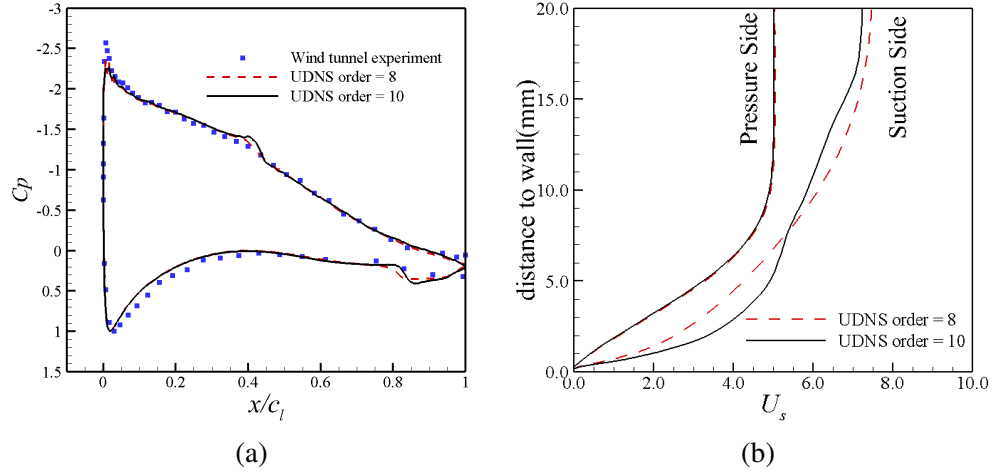 -3
-2.5
-2
-1.5
-1
-0.5
0
0.5
1
1.5
Cp
0
0.2
0.4
0.6
0.8
1
x/c_l
Wind tunnel experiment
UDNS order = 8
UDNS order = 10
(a)
20.0
15.0
10.0
5.0
0.0
distance to wall(mm)
0.0
2.0
4.0
6.0
8.0
10.0
U_s
Pressure Side
Suction Side
UDNS order = 8
UDNS order = 10
(b)